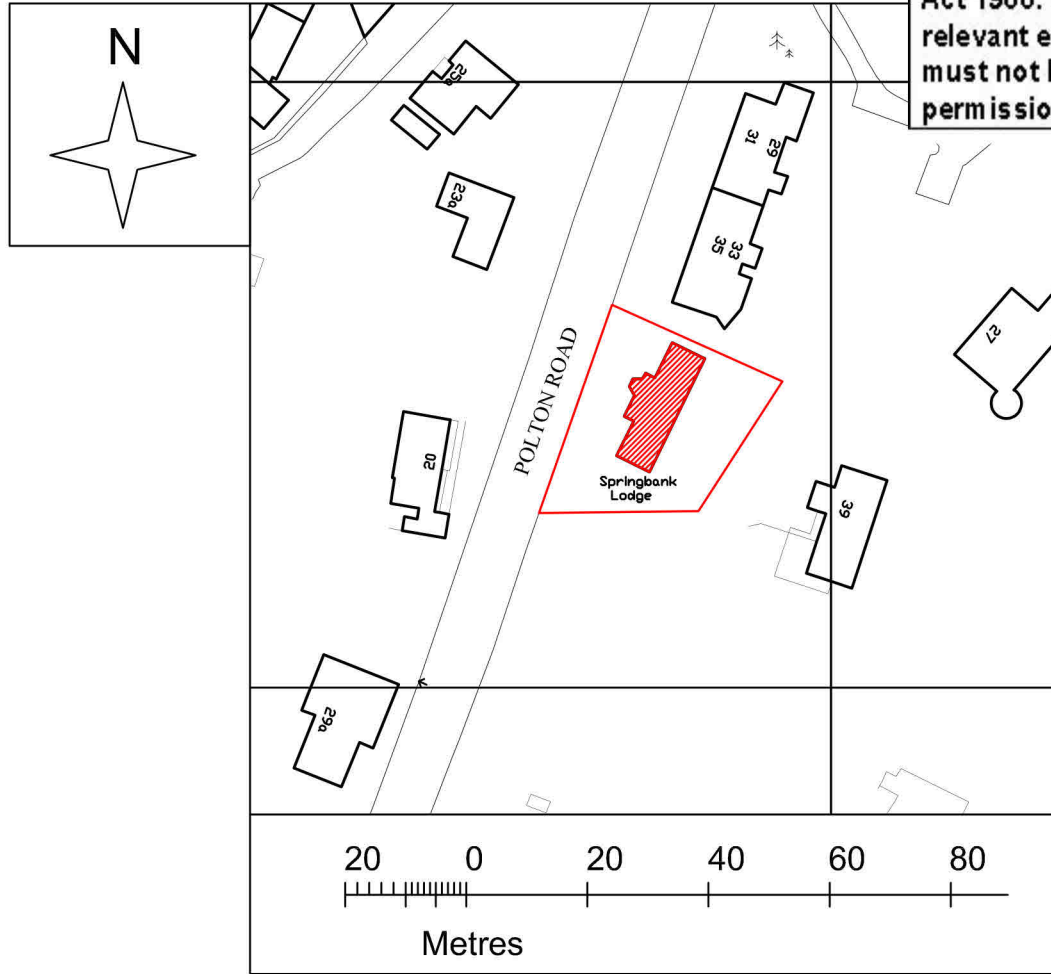 Act 1988.
relevant e
must not
permissio
N
25a
23a
31
29
35
33
27
POLTON ROAD
20
Springbank
Lodge
39
29a
20 0 20 40 60 80
Metres